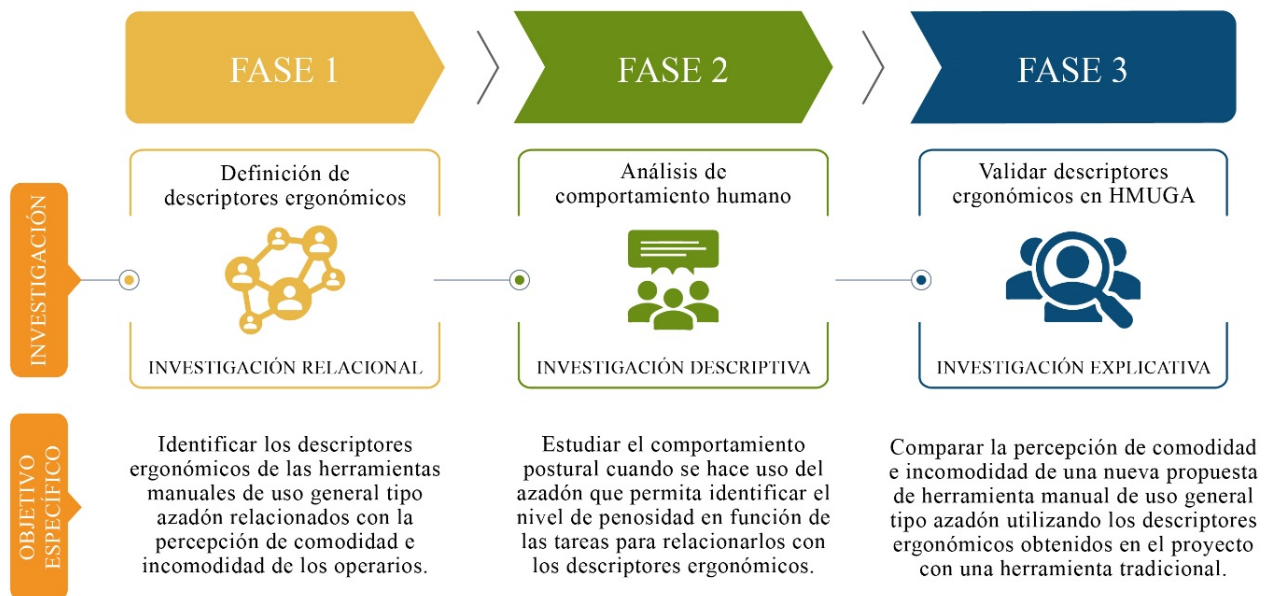 FASE 1
FASE 2
FASE 3
INVESTIGACIÓN
Definición de
descriptores ergonómicos
INVESTIGACIÓN RELACIONAL
Análisis de
comportamiento humano
INVESTIGACIÓN DESCRIPTIVA
Validar descriptores
ergonómicos en HMUGA
INVESTIGACIÓN EXPLICATIVA
OBJETIVO
ESPECÍFICO
Identificar los descriptores
ergonómicos de las herramientas
manuales de uso general tipo
azadón relacionados con la
percepción de comodidad e
incomodidad de los operarios.
Estudiar el comportamiento
postural cuando se hace uso del
azadón que permita identificar el
nivel de penosidad en función de
las tareas para relacionarlos con
los descriptores ergonómicos.
Comparar la percepción de comodidad
e incomodidad de una nueva propuesta
de herramienta manual de uso general
tipo azadón utilizando los descriptores
ergonómicos obtenidos en el proyecto
con una herramienta tradicional.